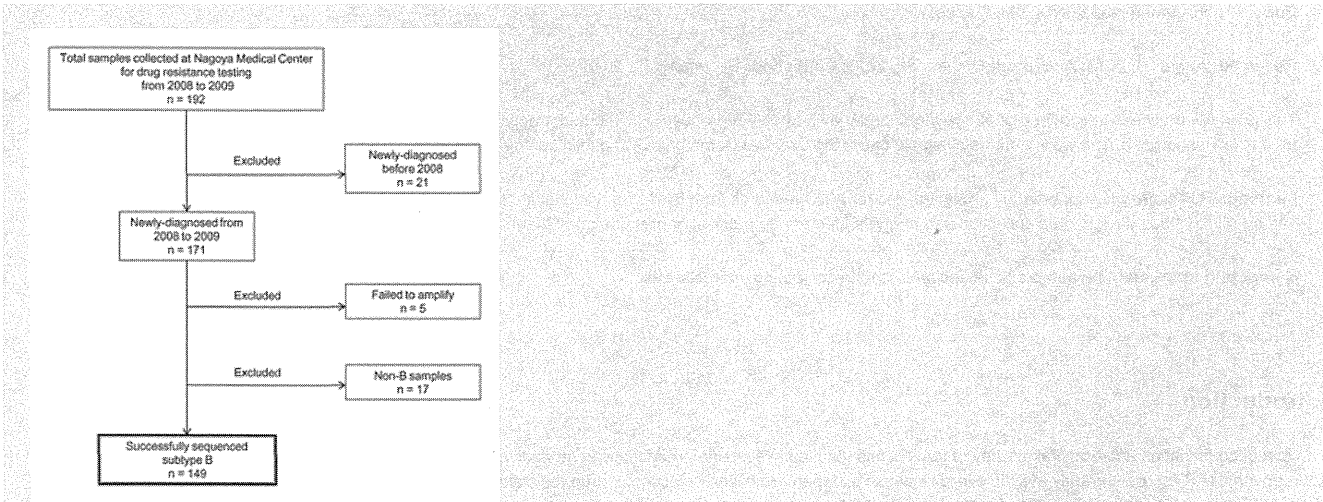 Total samples collected at Nagoya Medical Center
for drug resistance testing
from 2008 to 2009
n = 192
Excluded
Newly-diagnosed
before 2008
n = 21
Newly-diagnosed from
2008 to 2009
n = 171
Excluded
Failed to amplify
n = 5
Excluded
Non-B samples
n = 17
Successfully sequenced
subtype B
n = 149